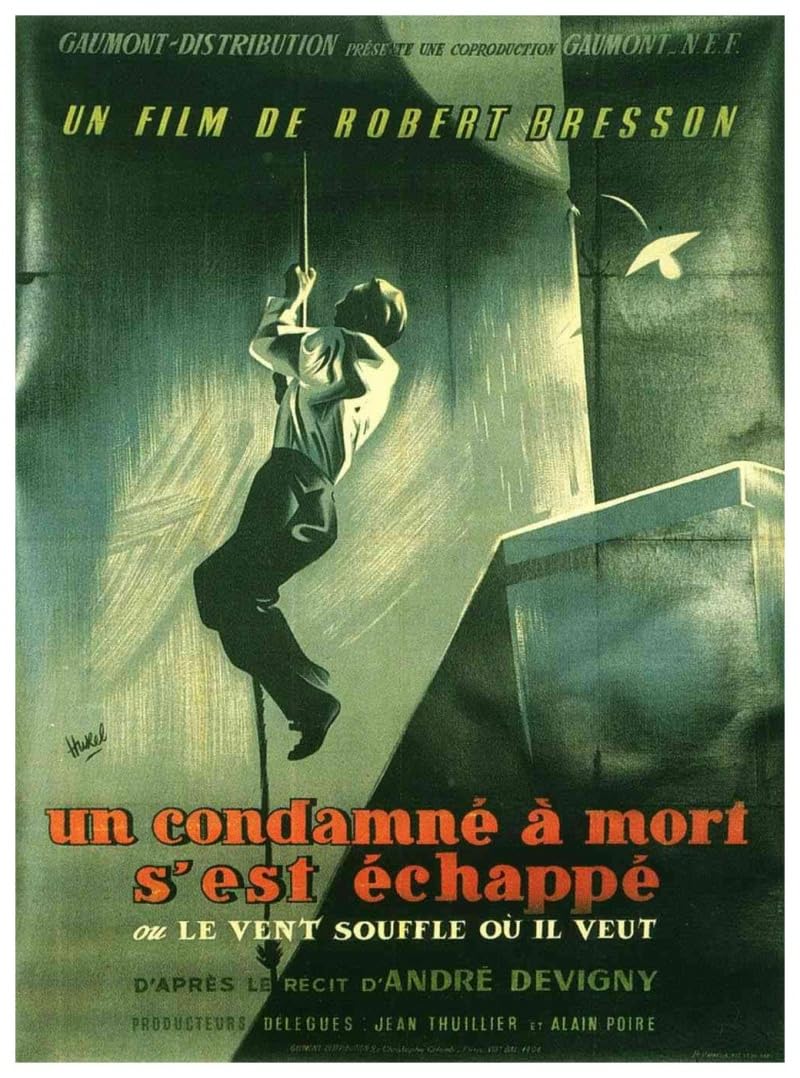 GAUMONT-DISTRIBUTION PRÉSENTE UNE COPRODUCTION GAUMONT-N.E.F.
UN FILM DE ROBERT BRESSON
Husel
un condamné à mort
s'est échappé
ou LE VENT SOUFFLE OÙ IL VEUT
D'APRÈS LE RÉCIT D'ANDRÉ DEVIGNY
PRODUCTEURS DÉLÉGUÉS : JEAN THUILLIER ET ALAIN POIRÉ